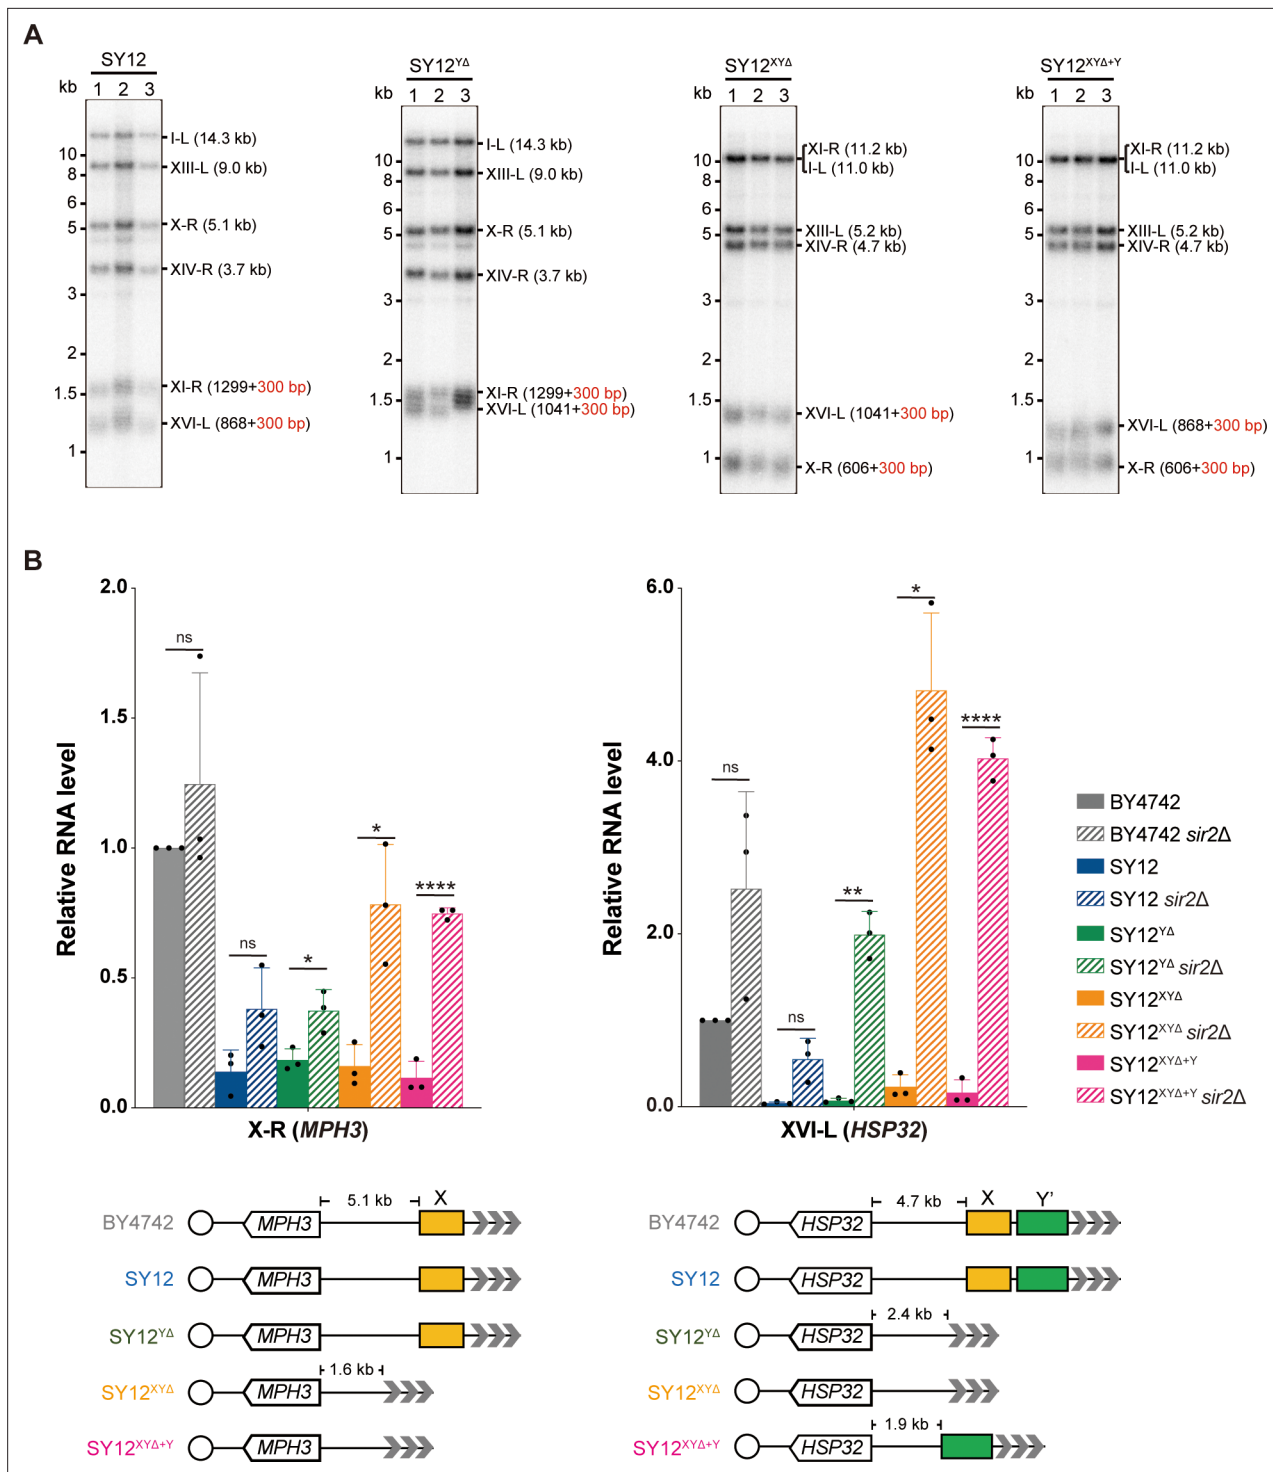 A
SY12
kb
1 2 3
10
8
6
5
3
2
1.5
1
I-L (14.3 kb)
XIII-L (9.0 kb)
X-R (5.1 kb)
XIV-R (3.7 kb)
XI-R (1299+300 bp)
XVI-L (868+300 bp)
SY12YΔ
kb
1 2 3
10
8
6
5
3
2
1.5
1
I-L (14.3 kb)
XIII-L (9.0 kb)
X-R (5.1 kb)
XIV-R (3.7 kb)
XI-R (1299+300 bp)
XVI-L (1041+300 bp)
SY12XYΔ
kb
1 2 3
10
8
6
5
3
2
1.5
1
XI-R (11.2 kb)
I-L (11.0 kb)
XIII-L (5.2 kb)
XIV-R (4.7 kb)
XVI-L (1041+300 bp)
X-R (606+300 bp)
SY12XYΔ+Y
kb
1 2 3
10
8
6
5
3
2
1.5
1
XI-R (11.2 kb)
I-L (11.0 kb)
XIII-L (5.2 kb)
XIV-R (4.7 kb)
XVI-L (868+300 bp)
X-R (606+300 bp)
B
Relative RNA level
2.0
1.5
1.0
0.5
0.0
ns
ns
*
*
****
X-R (MPH3)
Relative RNA level
6.0
4.0
2.0
0.0
ns
ns
**
*
****
XVI-L (HSP32)
BY4742
BY4742 sir2Δ
SY12
SY12 sir2Δ
SY12YΔ
SY12YΔ sir2Δ
SY12XYΔ
SY12XYΔ sir2Δ
SY12XYΔ+Y
SY12XYΔ+Y sir2Δ
5.1 kb X
BY4742 MPH3
SY12 MPH3
SY12YΔ MPH3
1.6 kb
SY12XYΔ MPH3
SY12XYΔ+Y MPH3
4.7 kb X Y'
BY4742 HSP32
SY12 HSP32
2.4 kb
SY12YΔ HSP32
SY12XYΔ HSP32
1.9 kb
SY12XYΔ+Y HSP32